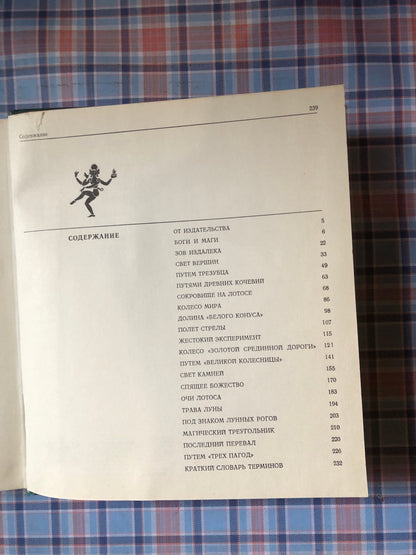 Содержание 239
СОДЕРЖАНИЕ
ОТ ИЗДАТЕЛЬСТВА 5
БОГИ И МАГИ 6
ЗОВ ИЗДАЛЕКА 22
СВЕТ ВЕРШИН 33
ПУТЕМ ТРЕЗУБЦА 49
ПУТЯМИ ДРЕВНИХ КОЧЕВИЙ 63
СОКРОВИЩЕ НА ЛОТОСЕ 68
КОЛЕСО МИРА 86
ДОЛИНА «БЕЛОГО КОНУСА» 98
ПОЛЕТ СТРЕЛЫ 107
ЖЕСТОКИЙ ЭКСПЕРИМЕНТ 115
КОЛЕСО «ЗОЛОТОЙ СРЕДИННОЙ ДОРОГИ» 121
ПУТЕМ «ВЕЛИКОЙ КОЛЕСНИЦЫ» 141
СВЕТ КАМНЕЙ 155
СПЯЩЕЕ БОЖЕСТВО 170
ОЧИ ЛОТОСА 183
ТРАВА ЛУНЫ 194
ПОД ЗНАКОМ ЛУННЫХ РОГОВ 203
МАГИЧЕСКИЙ ТРЕУГОЛЬНИК 210
ПОСЛЕДНИЙ ПЕРЕВАЛ 220
ПУТЕМ «ТРЕХ ПАГОД» 226
КРАТКИЙ СЛОВАРЬ ТЕРМИНОВ 232